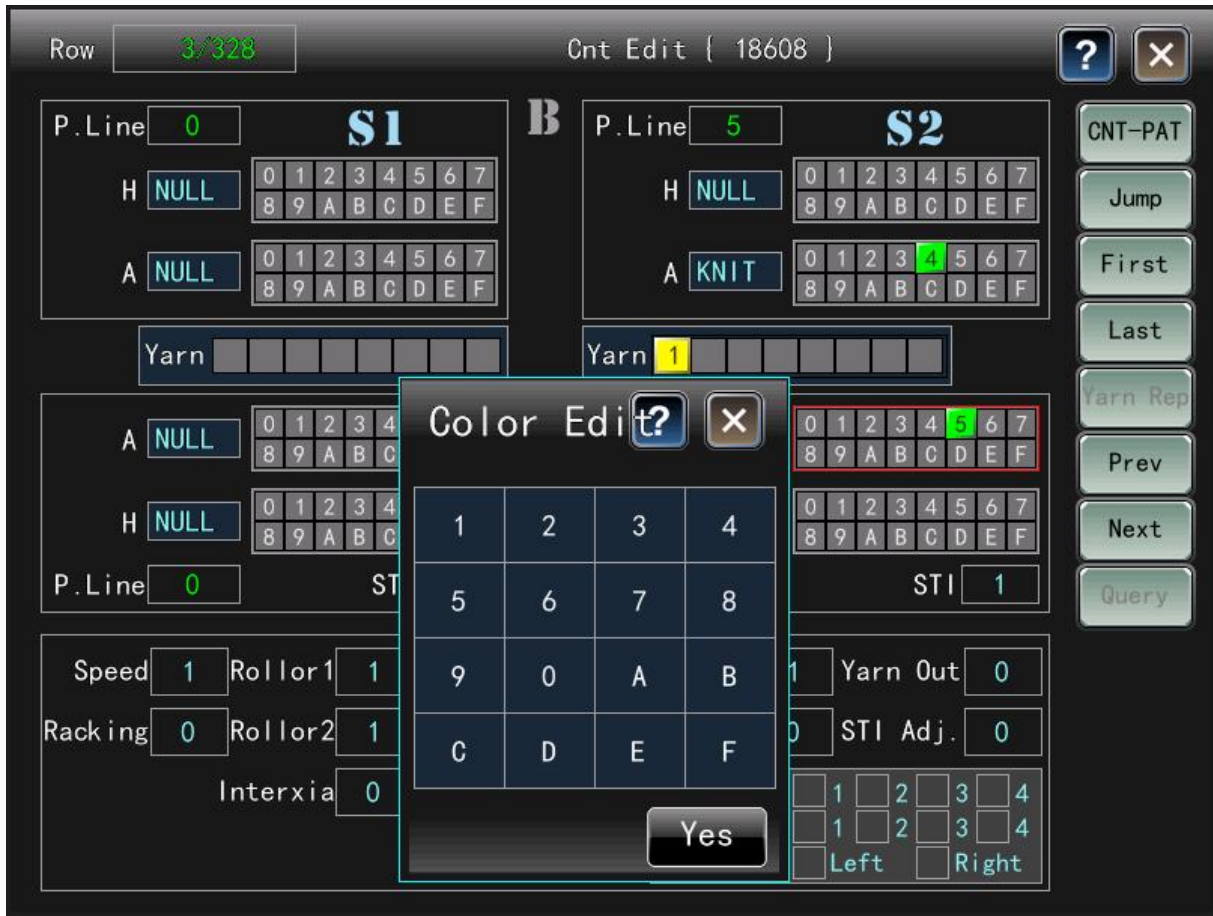 Row 3/328 Cnt Edit { 18608 } ?
P.Line 0 S1 B P.Line 5 S2 CNT-PAT
H NULL 0 1 2 3 4 5 6 7 H NULL 0 1 2 3 4 5 6 7 Jump
8 9 A B C D E F 8 9 A B C D E F
A NULL 0 1 2 3 4 5 6 7 A KNIT 0 1 2 3 4 5 6 7 First
8 9 A B C D E F 8 9 A B C D E F
Yarn Yarn 1 Last
Yarn Rep
A NULL 0 1 2 3 4 Color Edit ? 0 1 2 3 4 5 6 7
8 9 A B C 8 9 A B C D E F Prev
H NULL 0 1 2 3 4 1 2 3 4 0 1 2 3 4 5 6 7 Next
8 9 A B C 8 9 A B C D E F
P.Line 0 ST 5 6 7 8 STI 1 Query
Speed 1 Rollor1 1 9 0 A B 1 Yarn Out 0
Racking 0 Rollor2 1 C D E F 0 STI Adj. 0
Interxia 0 1 2 3 4
Yes 1 2 3 4
Left Right